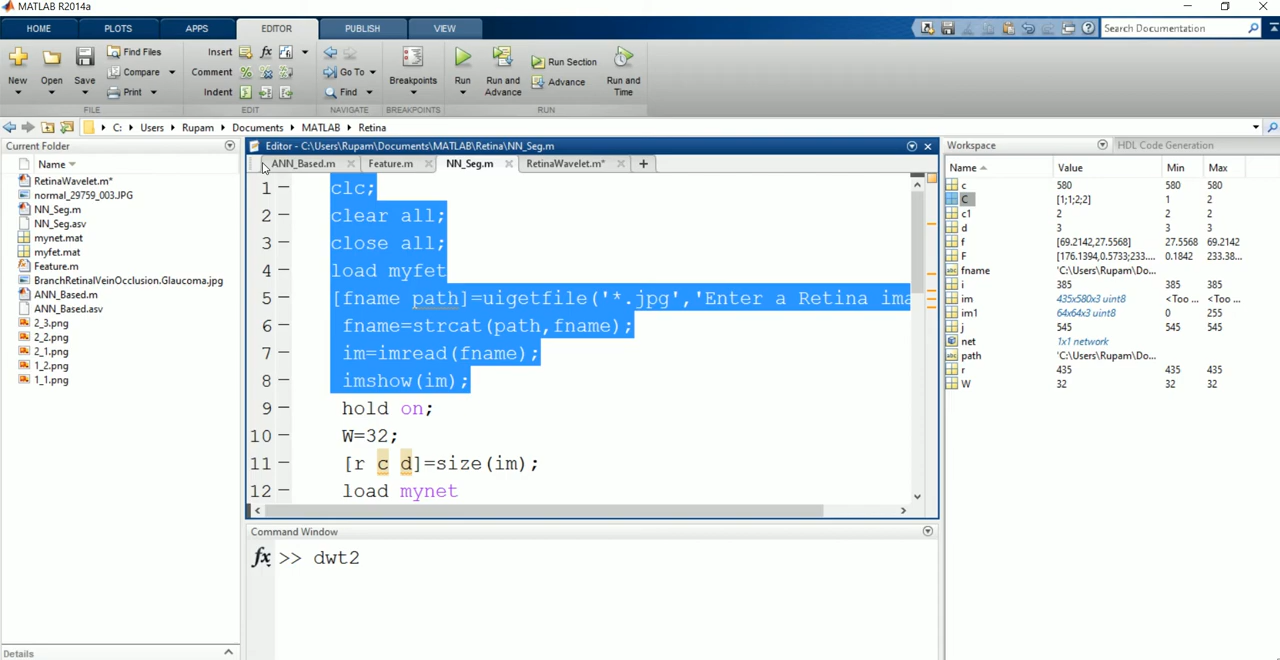 MATLAB R2014a
HOME PLOTS APPS EDITOR PUBLISH VIEW Search Documentation
New Open Save Find Files Compare Print
Insert fx Comment % Indent
Go To Find
Breakpoints
Run Run and Advance Run Section Advance Run and Time
FILE EDIT NAVIGATE BREAKPOINTS RUN
C: Users Rupam Documents MATLAB Retina
Current Folder
Name
RetinaWavelet.m*
normal_29759_003.JPG
NN_Seg.m
NN_Seg.asv
mynet.mat
myfet.mat
Feature.m
BranchRetinalVeinOcclusion.Glaucoma.jpg
ANN_Based.m
ANN_Based.asv
2_3.png
2_2.png
2_1.png
1_2.png
1_1.png
Details
Editor - C:\Users\Rupam\Documents\MATLAB\Retina\NN_Seg.m
ANN_Based.m Feature.m NN_Seg.m RetinaWavelet.m* +
1 clc;
2 clear all;
3 close all;
4 load myfet
5 [fname path]=uigetfile('*.jpg','Enter a Retina ima
6 fname=strcat(path,fname);
7 im=imread(fname);
8 imshow(im);
9 hold on;
10 W=32;
11 [r c d]=size(im);
12 load mynet
Command Window
fx >> dwt2
Workspace HDL Code Generation
Name Value Min Max
c 580 580 580
C [1;1;2;2] 1 2
c1 2 2 2
d 3 3 3
f [69.2142,27.5568] 27.5568 69.2142
F [176.1394,0.5733;233.... 0.1842 233.38...
fname 'C:\Users\Rupam\Do...
i 385 385 385
im 435x580x3 uint8 <Too ... <Too ...
im1 64x64x3 uint8 0 255
j 545 545 545
net 1x1 network
path 'C:\Users\Rupam\Do...
r 435 435 435
W 32 32 32